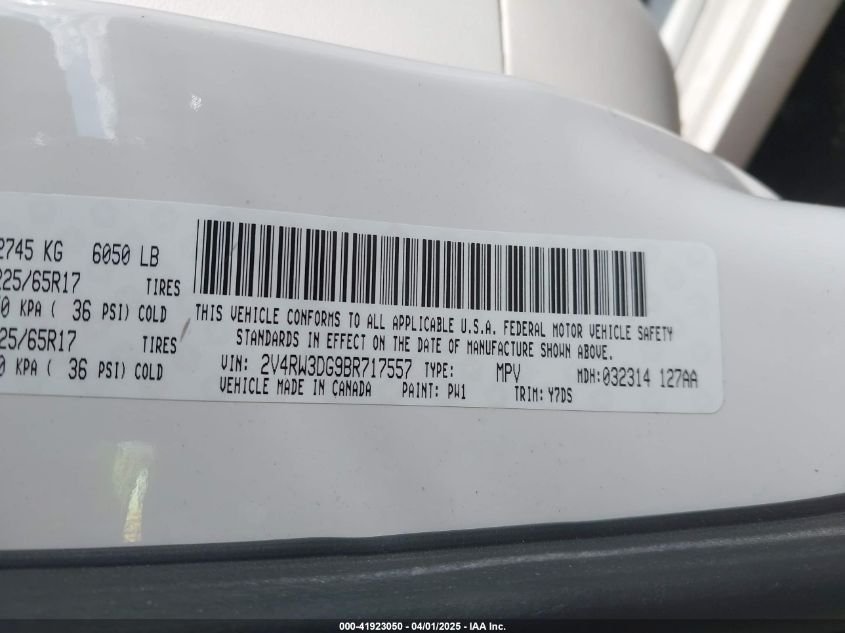 2745 KG 6050 LB
225/65R17 TIRES
0 KPA ( 36 PSI) COLD
25/65R17 TIRES
0 KPA ( 36 PSI) COLD
THIS VEHICLE CONFORMS TO ALL APPLICABLE U.S.A. FEDERAL MOTOR VEHICLE SAFETY
STANDARDS IN EFFECT ON THE DATE OF MANUFACTURE SHOWN ABOVE.
VIN: 2V4RW3DG9BR717557 TYPE: MPV MDH:032314 127AA
VEHICLE MADE IN CANADA PAINT: PW1 TRIM: Y7DS
000-41923050 - 04/01/2025 - IAA Inc.